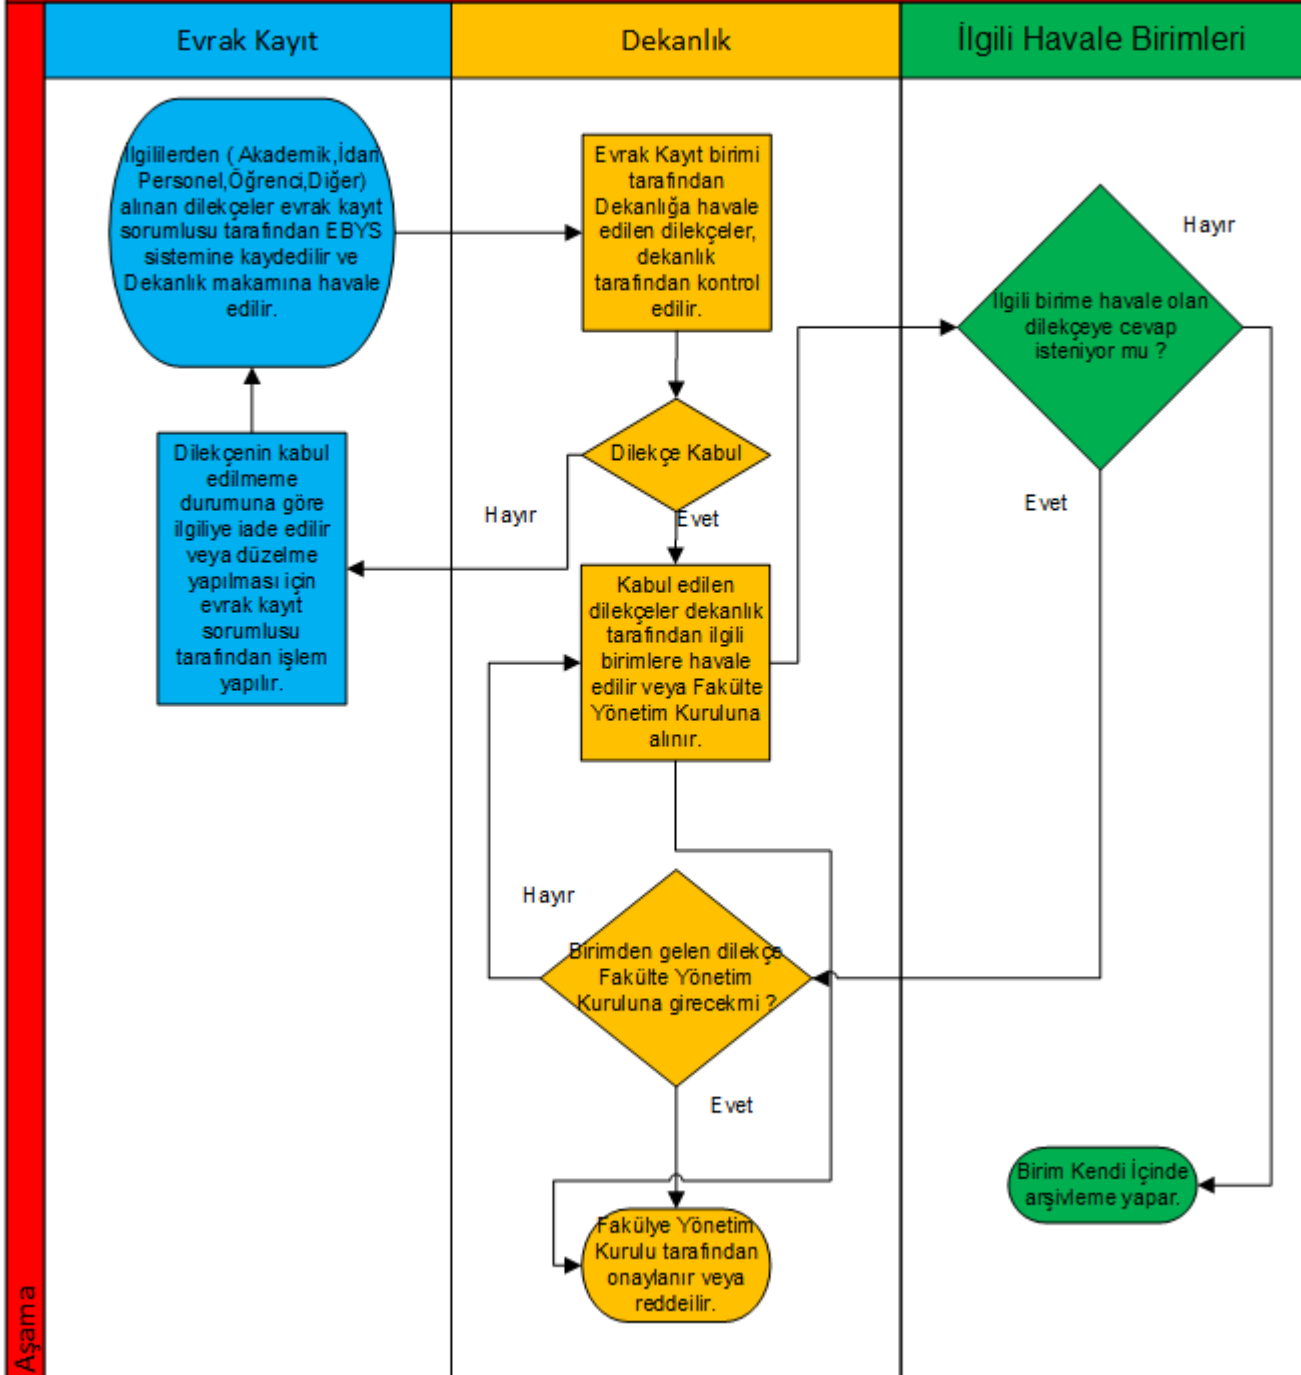 Evrak Kayıt
Dekanlık
İlgili Havale Birimleri
İlgililerden ( Akademik,İdari
Personel,Öğrenci,Diğer)
alınan dilekçeler evrak kayıt
sorumlusu tarafından EBYS
sistemine kaydedilir ve
Dekanlık makamına havale
edilir.
Evrak Kayıt birimi
tarafından
Dekanlığa havale
edilen dilekçeler,
dekanlık
tarafından kontrol
edilir.
Hayır
İlgili birime havale olan
dilekçeye cevap
isteniyor mu ?
Dilekçe Kabul
Hayır
Evet
Evet
Dilekçenin kabul
edilmeme
durumuna göre
ilgiliye iade edilir
veya düzelme
yapılması için
evrak kayıt
sorumlusu
tarafından işlem
yapılır.
Kabul edilen
dilekçeler dekanlık
tarafından ilgili
birimlere havale
edilir veya Fakülte
Yönetim Kuruluna
alınır.
Hayır
Birimden gelen dilekçe
Fakülte Yönetim
Kuruluna girecekmi ?
Evet
Birim Kendi İçinde
arşivleme yapar.
Fakülye Yönetim
Kurulu tarafından
onaylanır veya
reddeilir.
Aşama